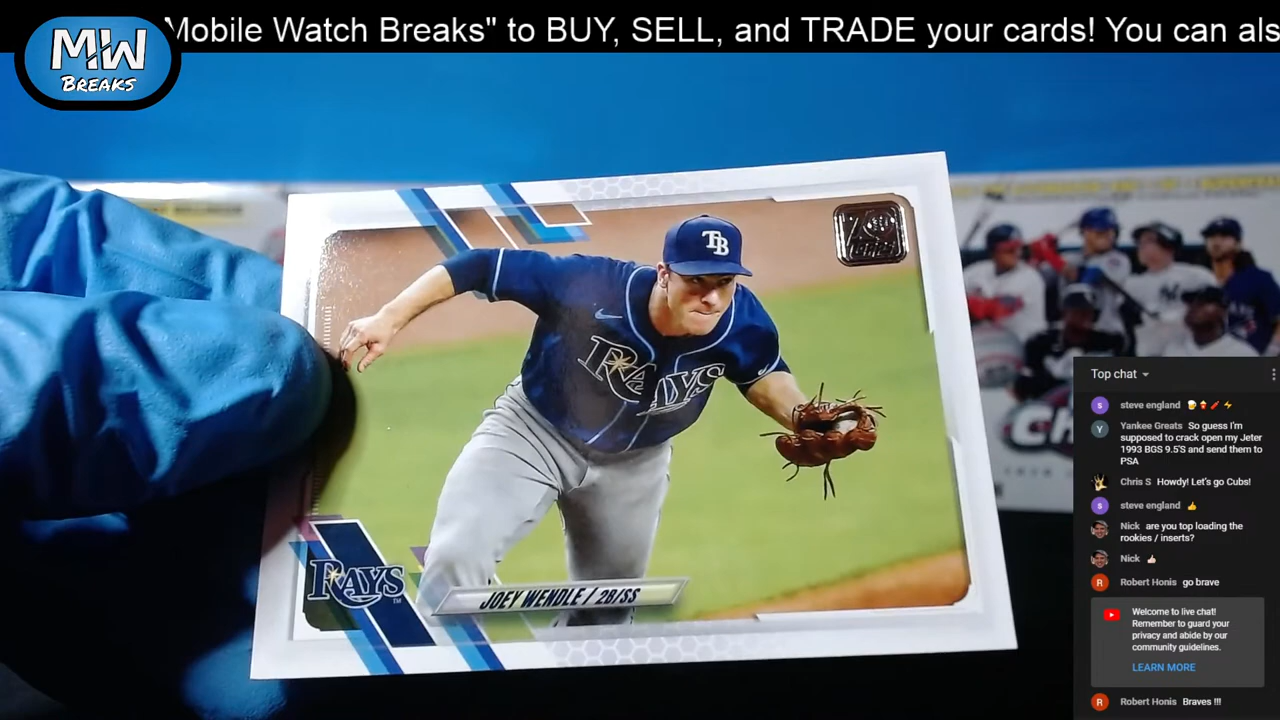 Mobile Watch Breaks" to BUY, SELL, and TRADE your cards! You can als
MW
BREAKS
TB
70
RAYS
RAYS
TM
JOEY WENDLE / 2B/SS
Top chat
S
steve england
Y
Yankee Greats So guess I'm
supposed to crack open my Jeter
1993 BGS 9.5'S and send them to
PSA
Chris S Howdy! Let's go Cubs!
S
steve england
Nick are you top loading the
rookies / inserts?
Nick
R
Robert Honis go brave
Welcome to live chat!
Remember to guard your
privacy and abide by our
community guidelines.
LEARN MORE
R
Robert Honis Braves !!!